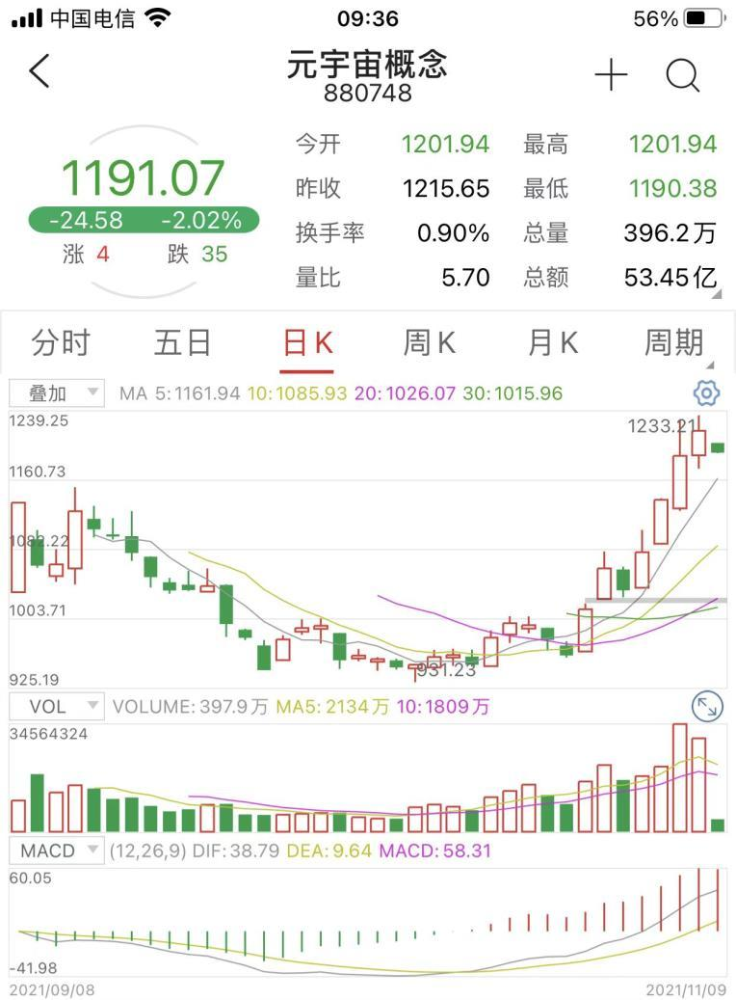 中国电信 09:36 56%
元宇宙概念
880748
1191.07
-24.58 -2.02%
涨 4 跌 35
今开 1201.94 最高 1201.94
昨收 1215.65 最低 1190.38
换手率 0.90% 总量 396.2万
量比 5.70 总额 53.45亿
分时 五日 日K 周K 月K 周期
叠加 MA 5:1161.94 10:1085.93 20:1026.07 30:1015.96
1239.25
1233.21
1160.73
1082.22
1003.71
931.23
925.19
VOL VOLUME:397.9万 MA5:2134万 10:1809万
34564324
MACD (12,26,9) DIF:38.79 DEA:9.64 MACD:58.31
60.05
-41.98
2021/09/08 2021/11/09